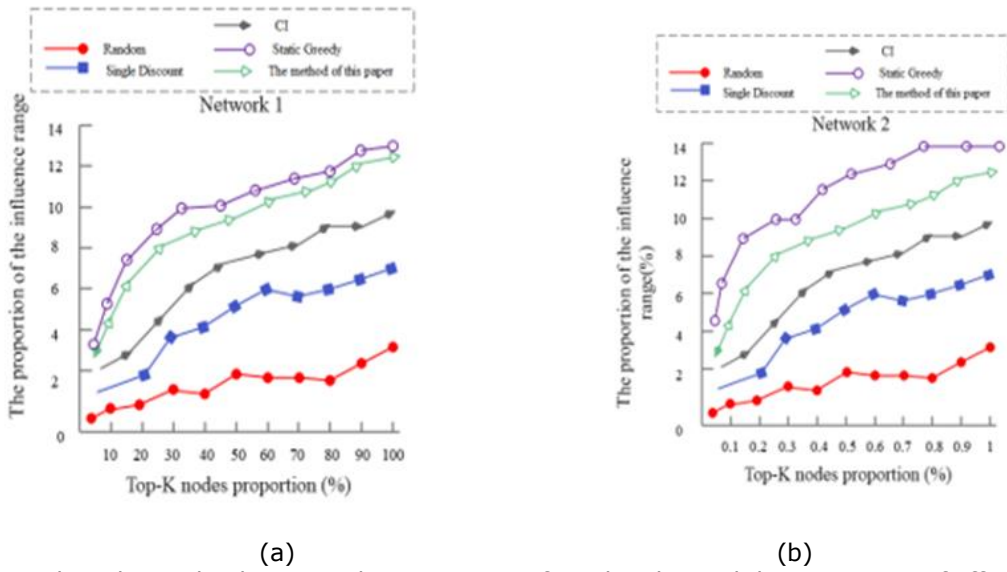 CI
Random
Static Greedy
Single Discount
The method of this paper
Network 1
The proportion of the influence range
14
12
10
8
6
4
2
0
10 20 30 40 50 60 70 80 90 100
Top-K nodes proportion (%)
(a)
CI
Random
Static Greedy
Single Discount
The method of this paper
Network 2
The proportion of the influence
range(%)
14
12
10
8
6
4
2
0
0.1 0.2 0.3 0.4 0.5 0.6 0.7 0.8 0.9 1
Top-K nodes proportion (%)
(b)